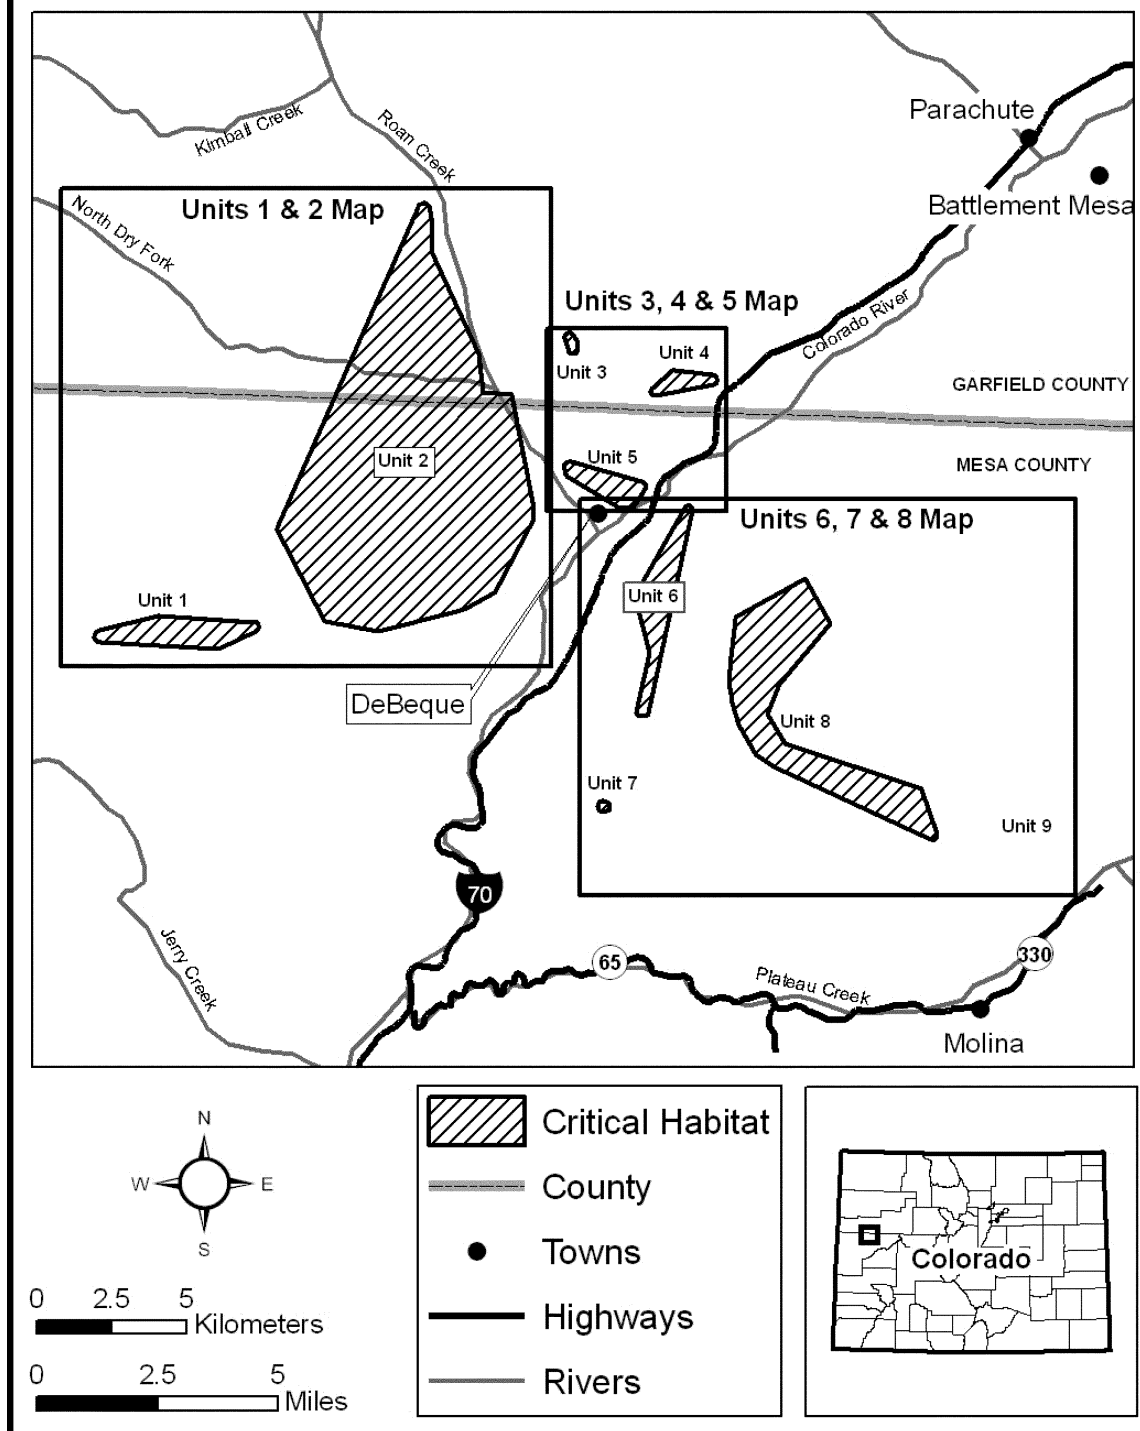 Parachute
Kimball Creek
Roan Creek
Battlement Mesa
Units 1 & 2 Map
North Dry Fork
Units 3, 4 & 5 Map
Colorado River
Unit 4
Unit 3
GARFIELD COUNTY
Unit 2
Unit 5
MESA COUNTY
Units 6, 7 & 8 Map
Unit 1
Unit 6
DeBeque
Unit 8
Unit 7
Unit 9
70
Jerry Creek
65
330
Plateau Creek
Molina
N
W E
S
0 2.5 5
Kilometers
0 2.5 5
Miles
Critical Habitat
County
Towns
Highways
Rivers
Colorado